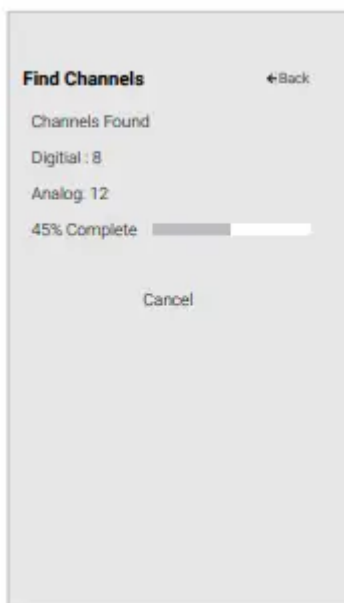 Find Channels
←Back
Channels Found
Digitial : 8
Analog: 12
45% Complete
Cancel